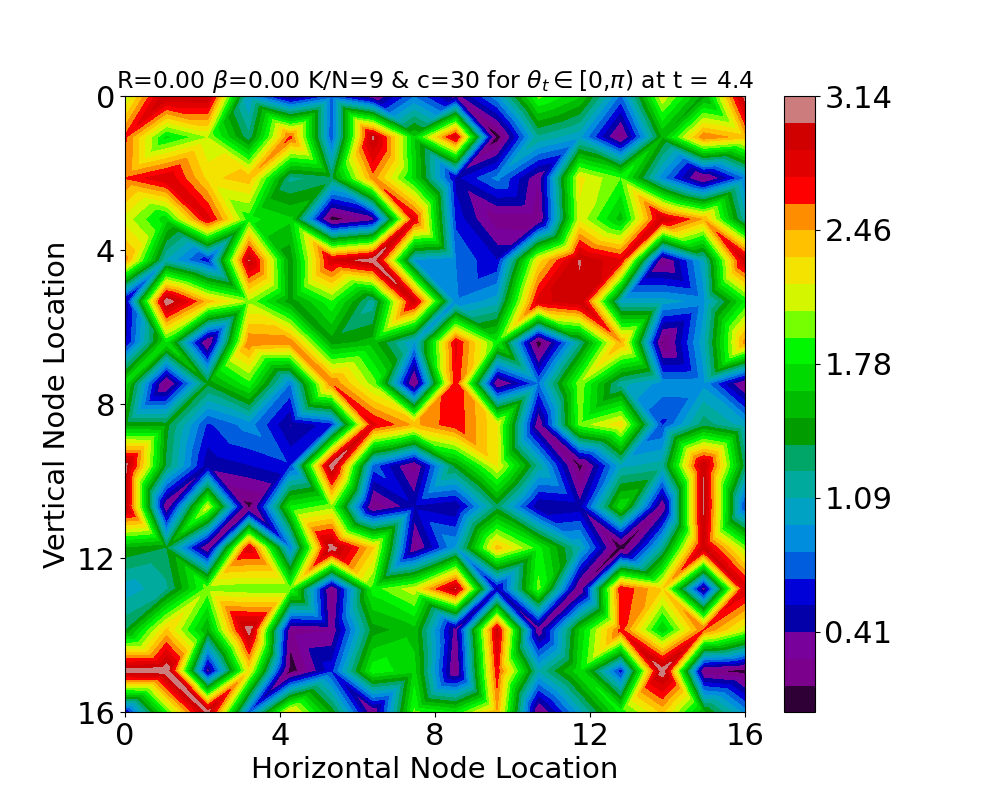 R=0.00 β=0.00 K/N=9 & c=30 for θₜ ∈ [0,π) at t = 4.4
3.14
2.46
1.78
1.09
0.41
0
4
8
12
16
Vertical Node Location
0 4 8 12 16
Horizontal Node Location